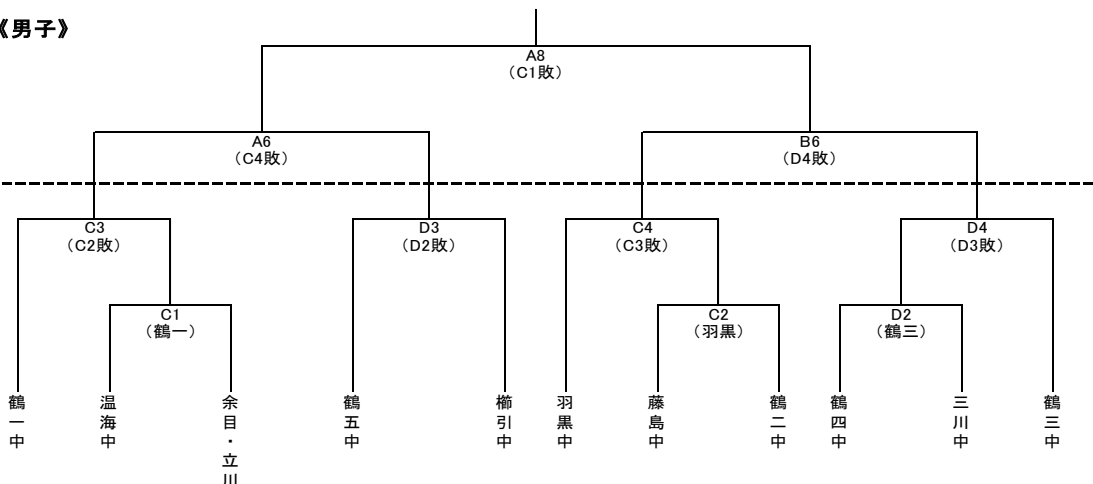 《男子》
A8
（C1敗）
A6
（C4敗）
B6
（D4敗）
C3
（C2敗）
D3
（D2敗）
C4
（C3敗）
D4
（D3敗）
C1
（鶴一）
C2
（羽黒）
D2
（鶴三）
鶴一中
温海中
余目・立川
鶴五中
櫛引中
羽黒中
藤島中
鶴二中
鶴四中
三川中
鶴三中